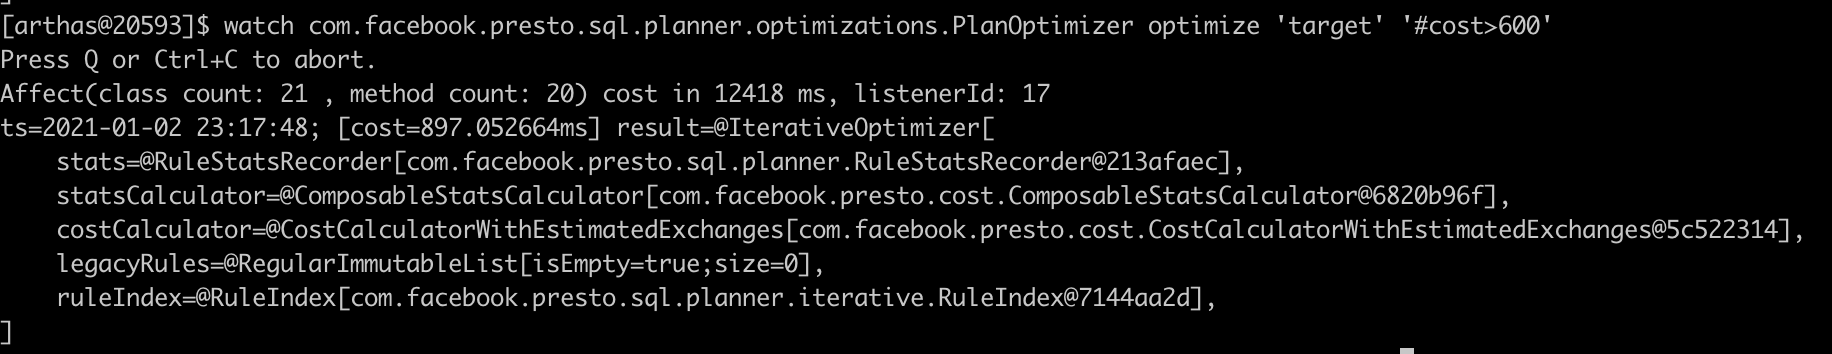 ]
[arthas@20593]$ watch com.facebook.presto.sql.planner.optimizations.PlanOptimizer optimize 'target' '#cost>600'
Press Q or Ctrl+C to abort.
Affect(class count: 21 , method count: 20) cost in 12418 ms, listenerId: 17
ts=2021-01-02 23:17:48; [cost=897.052664ms] result=@IterativeOptimizer[
    stats=@RuleStatsRecorder[com.facebook.presto.sql.planner.RuleStatsRecorder@213afaec],
    statsCalculator=@ComposableStatsCalculator[com.facebook.presto.cost.ComposableStatsCalculator@6820b96f],
    costCalculator=@CostCalculatorWithEstimatedExchanges[com.facebook.presto.cost.CostCalculatorWithEstimatedExchanges@5c522314],
    legacyRules=@RegularImmutableList[isEmpty=true;size=0],
    ruleIndex=@RuleIndex[com.facebook.presto.sql.planner.iterative.RuleIndex@7144aa2d],
]